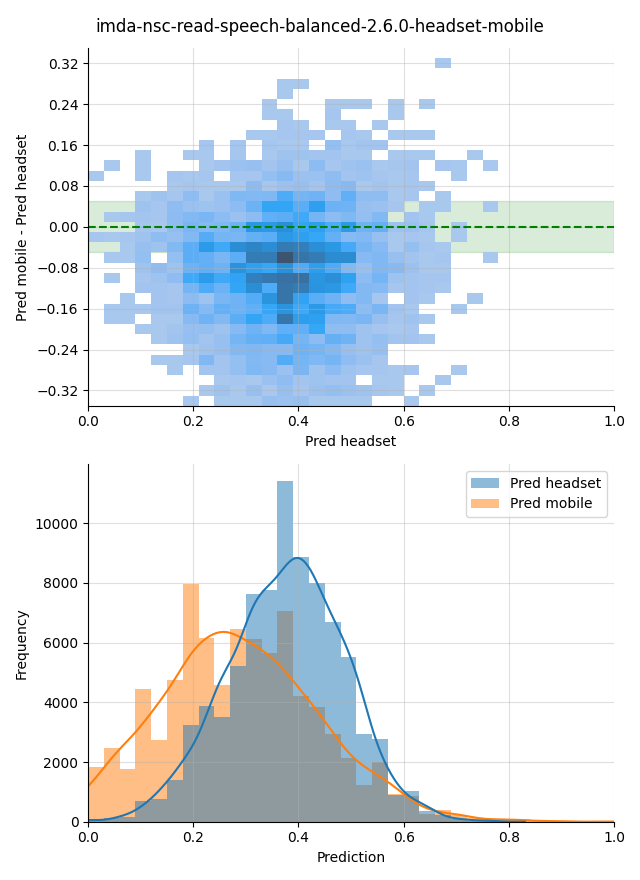 imda-nsc-read-speech-balanced-2.6.0-headset-mobile
0.32
0.24
0.16
0.08
0.00
−0.08
−0.16
−0.24
−0.32
Pred mobile - Pred headset
0.0 0.2 0.4 0.6 0.8 1.0
Pred headset
Pred headset
Pred mobile
10000
8000
6000
4000
2000
0
Frequency
0.0 0.2 0.4 0.6 0.8 1.0
Prediction